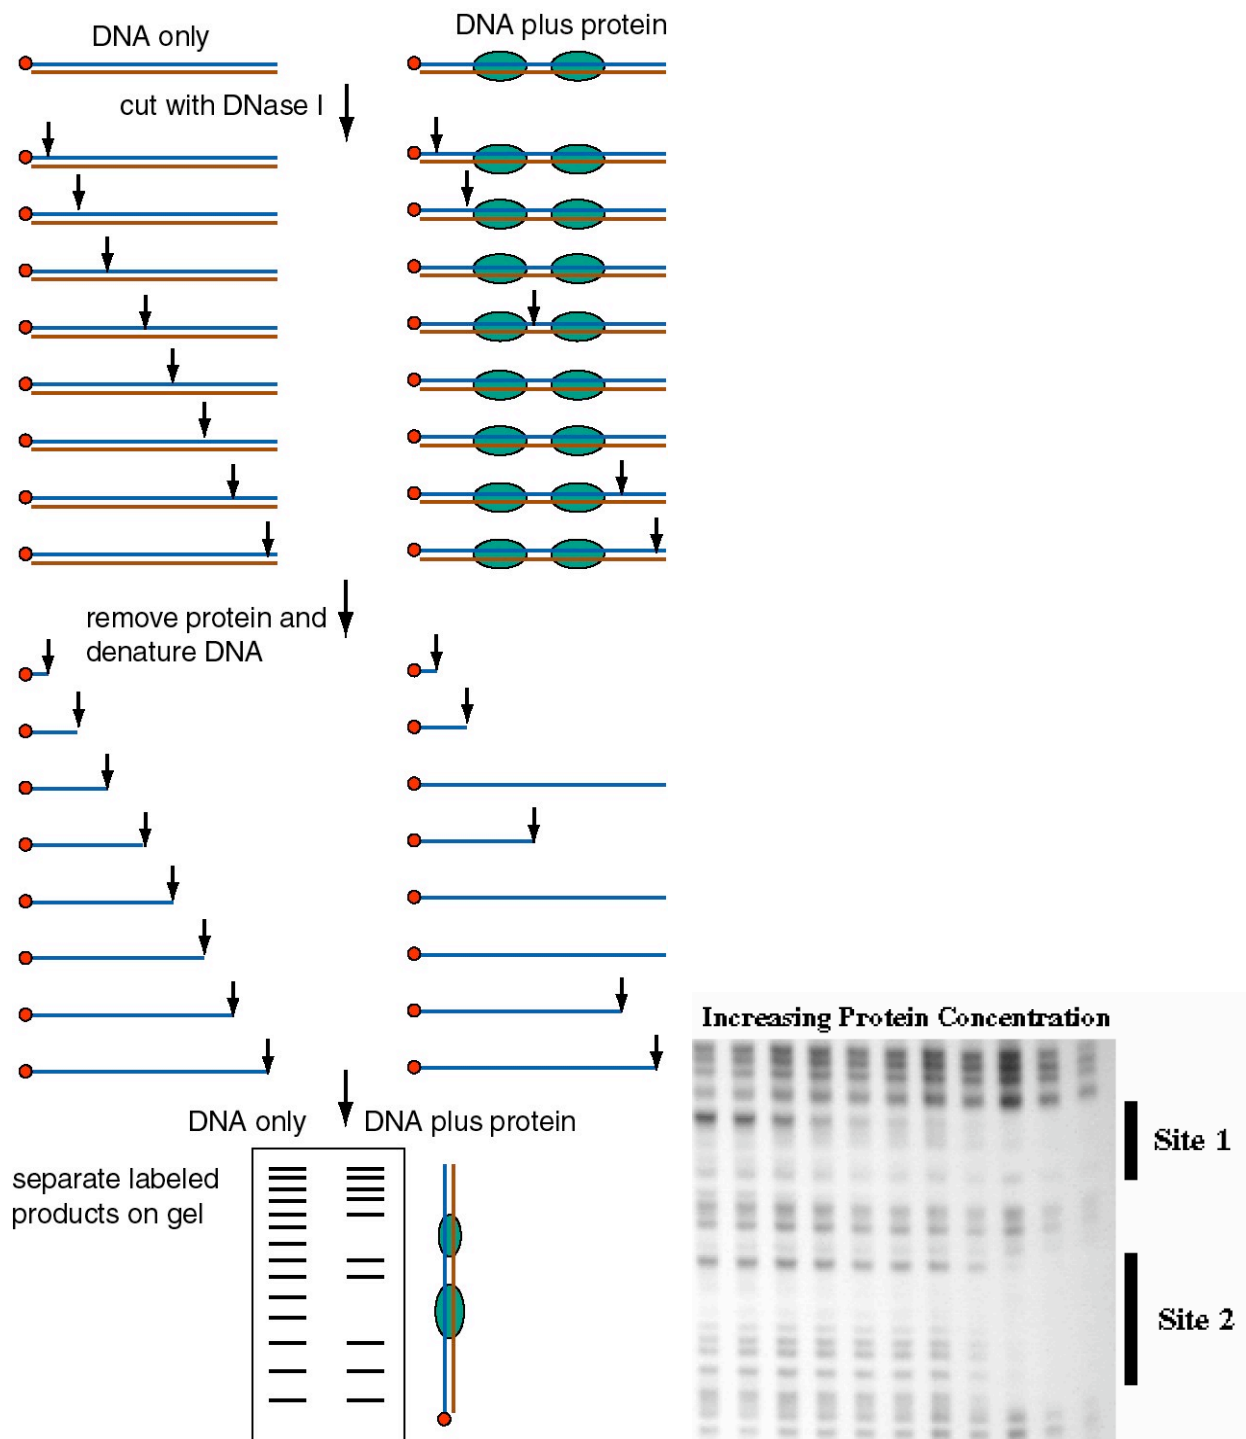 DNA only
DNA plus protein
cut with DNase I
remove protein and
denature DNA
DNA only
DNA plus protein
separate labeled
products on gel
Increasing Protein Concentration
Site 1
Site 2